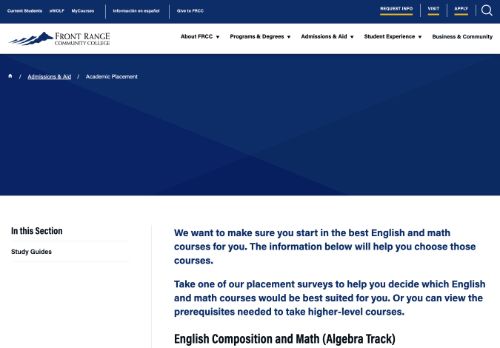 Current Students eWOLF MyCourses Información en español Give to FRCC REQUEST INFO VISIT APPLY
FRONT RANGE
COMMUNITY COLLEGE
About FRCC Programs & Degrees Admissions & Aid Student Experience Business & Community
/ Admissions & Aid / Academic Placement
In this Section
Study Guides
We want to make sure you start in the best English and math
courses for you. The information below will help you choose those
courses.
Take one of our placement surveys to help you decide which English
and math courses would be best suited for you. Or you can view the
prerequisites needed to take higher-level courses.
English Composition and Math (Algebra Track)